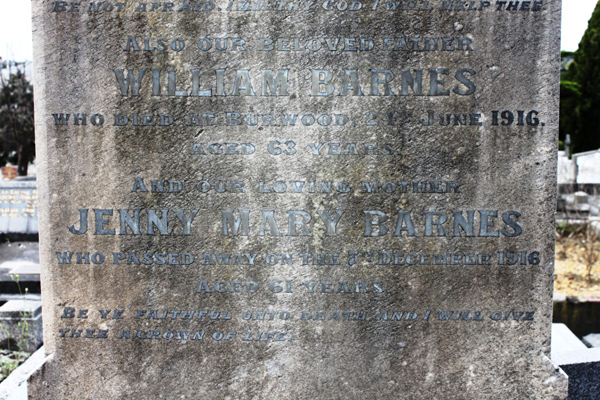 BE NOT AFRAID I AM THY GOD I WILL HELP THEE
ALSO OUR BELOVED FATHER
WILLIAM BARNES
WHO DIED AT BURWOOD, JUNE 1916.
AGED 63 YEARS
AND OUR LOVING MOTHER
JENNY MARY BARNES
WHO PASSED AWAY ON THE DECEMBER 1916
AGED 61 YEARS
BE YE FAITHFUL UNTO DEATH AND I WILL GIVE
THEE A CROWN OF LIFE